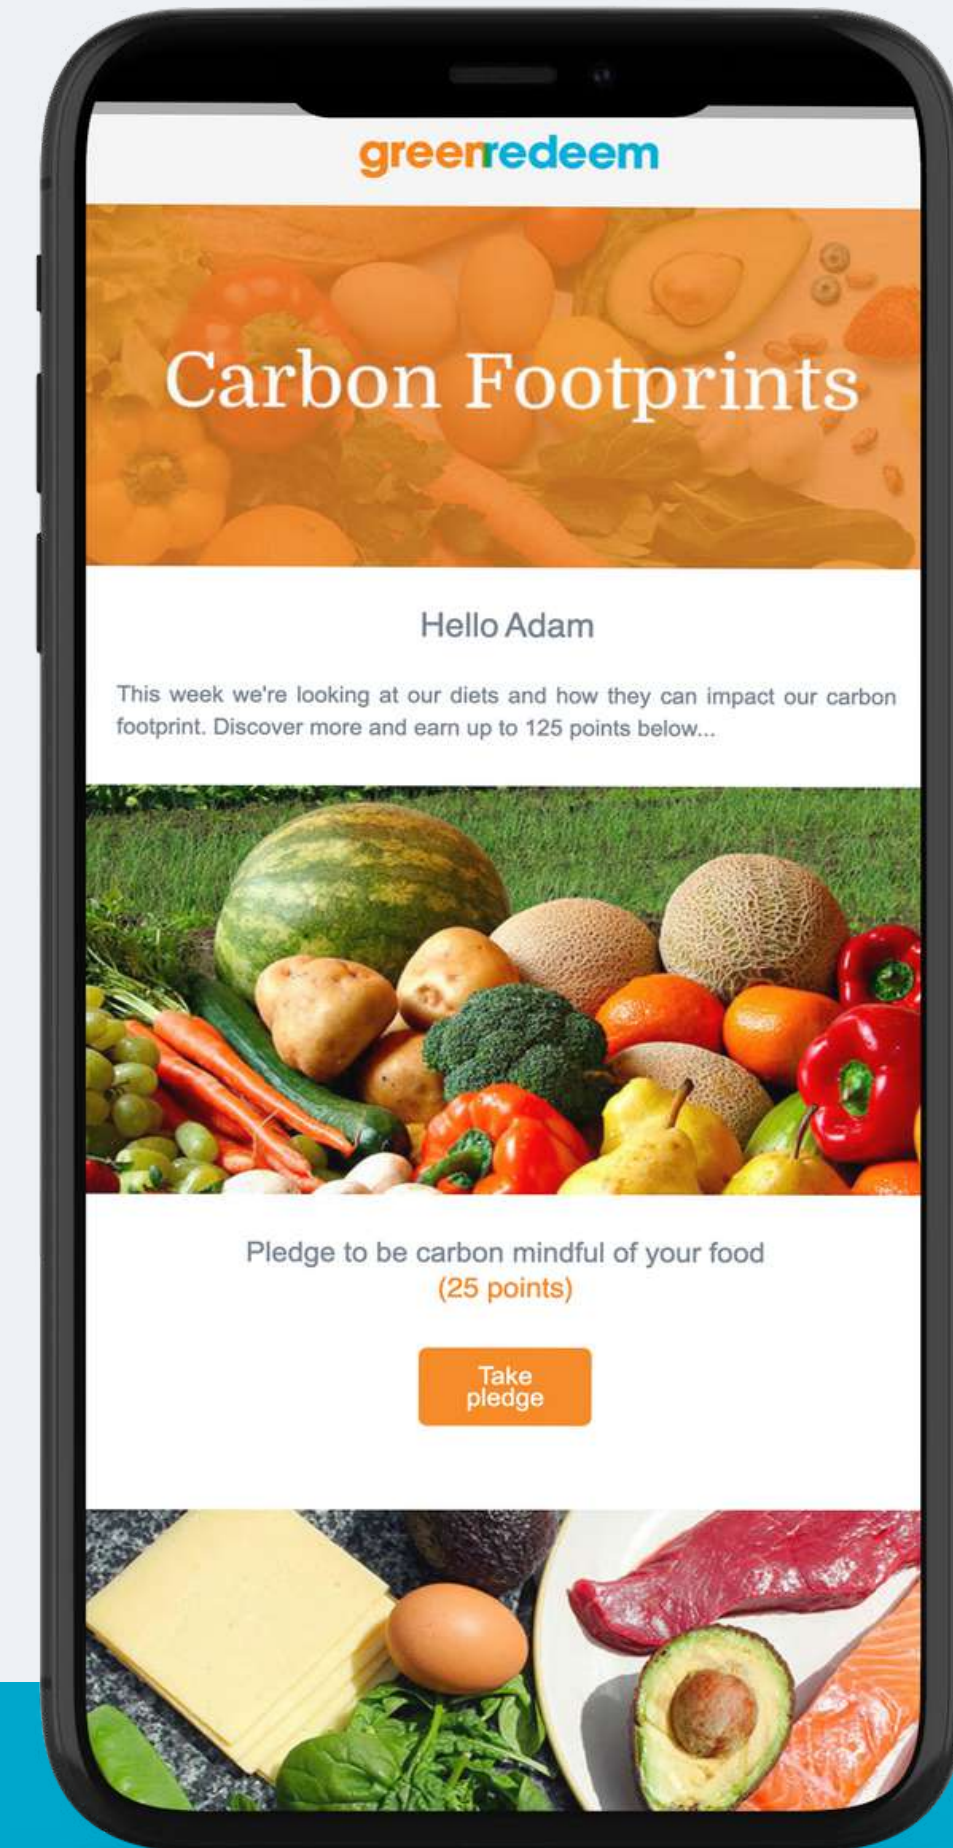 greenredeem
Carbon Footprints
Hello Adam
This week we're looking at our diets and how they can impact our carbon
footprint. Discover more and earn up to 125 points below...
Pledge to be carbon mindful of your food
(25 points)
Take
pledge